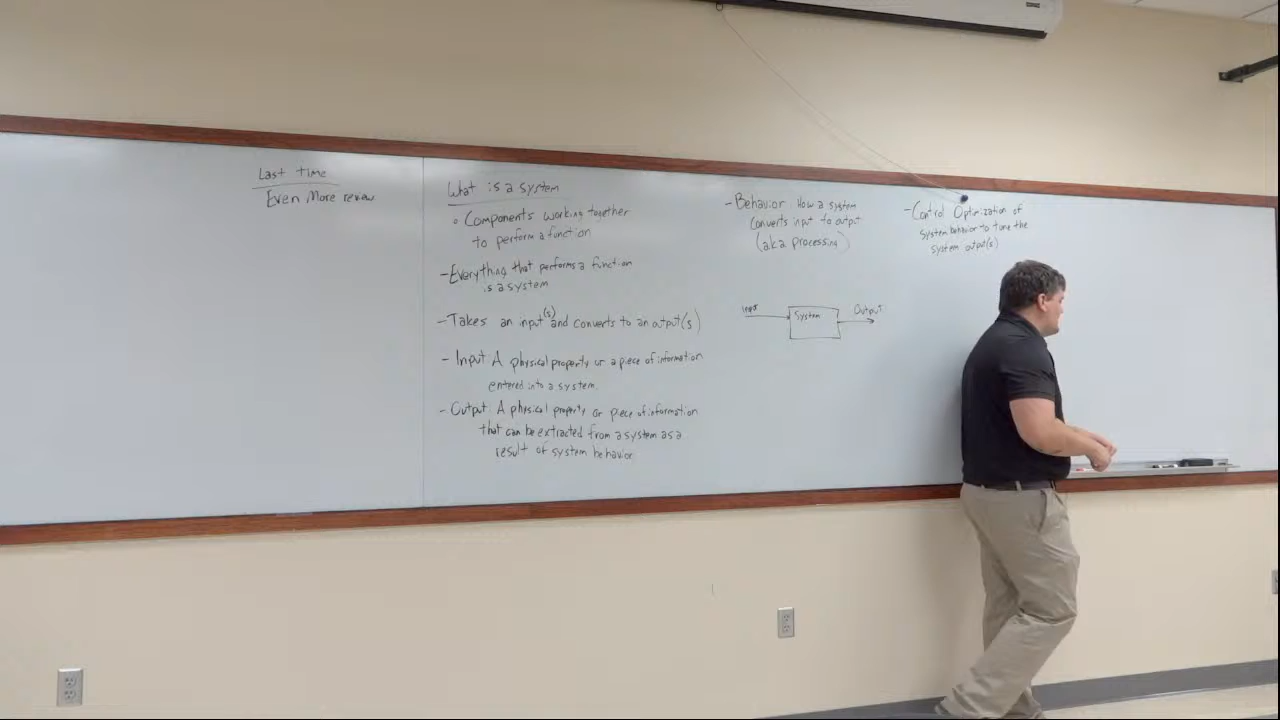 Last time
Even More review
What is a system
◦ Components working together
to perform a function
- Everything that performs a function
is a system
- Takes an input(s) and converts to an output(s)
- Input: A physical property or a piece of information
entered into a system.
- Output: A physical property or piece of information
that can be extracted from a system as a
result of system behavior
- Behavior How a system
converts input to output
(aka processing)
Input
System
Output
- Control Optimization of
system behavior to tune the
system output(s)